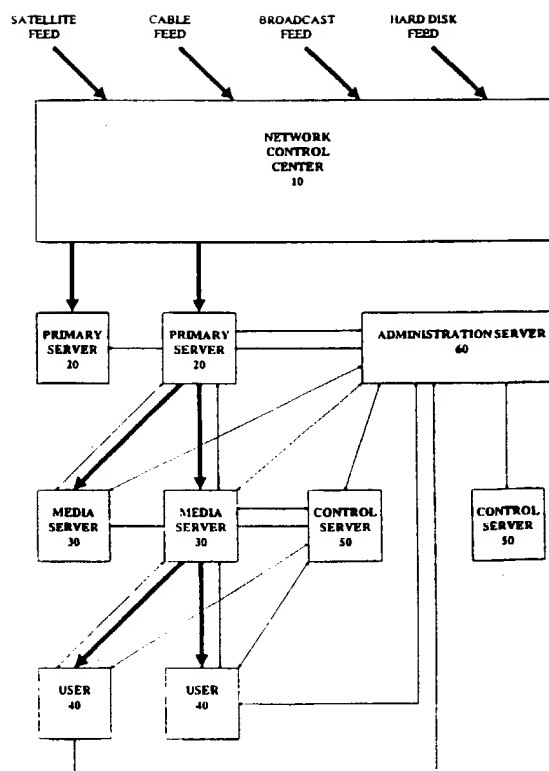 SATELLITE
FEED
CABLE
FEED
BROADCAST
FEED
HARD DISK
FEED
NETWORK
CONTROL
CENTER
10
PRIMARY
SERVER
20
PRIMARY
SERVER
20
ADMINISTRATION SERVER
60
MEDIA
SERVER
30
MEDIA
SERVER
30
CONTROL
SERVER
50
CONTROL
SERVER
50
USER
40
USER
40